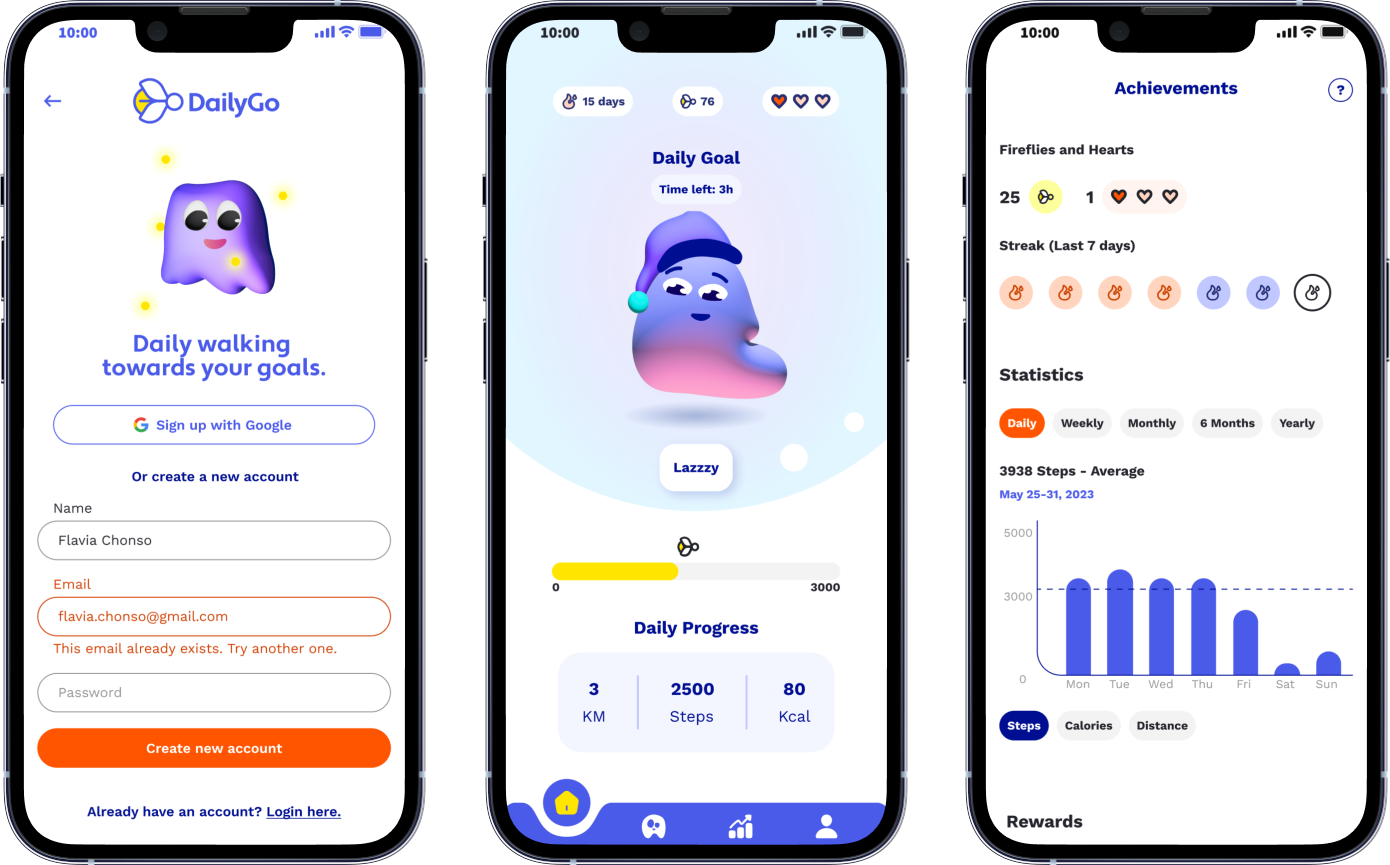 10:00
DailyGo
Daily walking
towards your goals.
Sign up with Google
Or create a new account
Name
Flavia Chonso
Email
flavia.chonso@gmail.com
This email already exists. Try another one.
Password
Create new account
Already have an account? Login here.
10:00
15 days
76
Daily Goal
Time left: 3h
Lazzzy
0 3000
Daily Progress
3 2500 80
KM Steps Kcal
10:00
Achievements
?
Fireflies and Hearts
25 1
Streak (Last 7 days)
Statistics
Daily Weekly Monthly 6 Months Yearly
3938 Steps - Average
May 25-31, 2023
5000
3000
0
Mon Tue Wed Thu Fri Sat Sun
Steps Calories Distance
Rewards